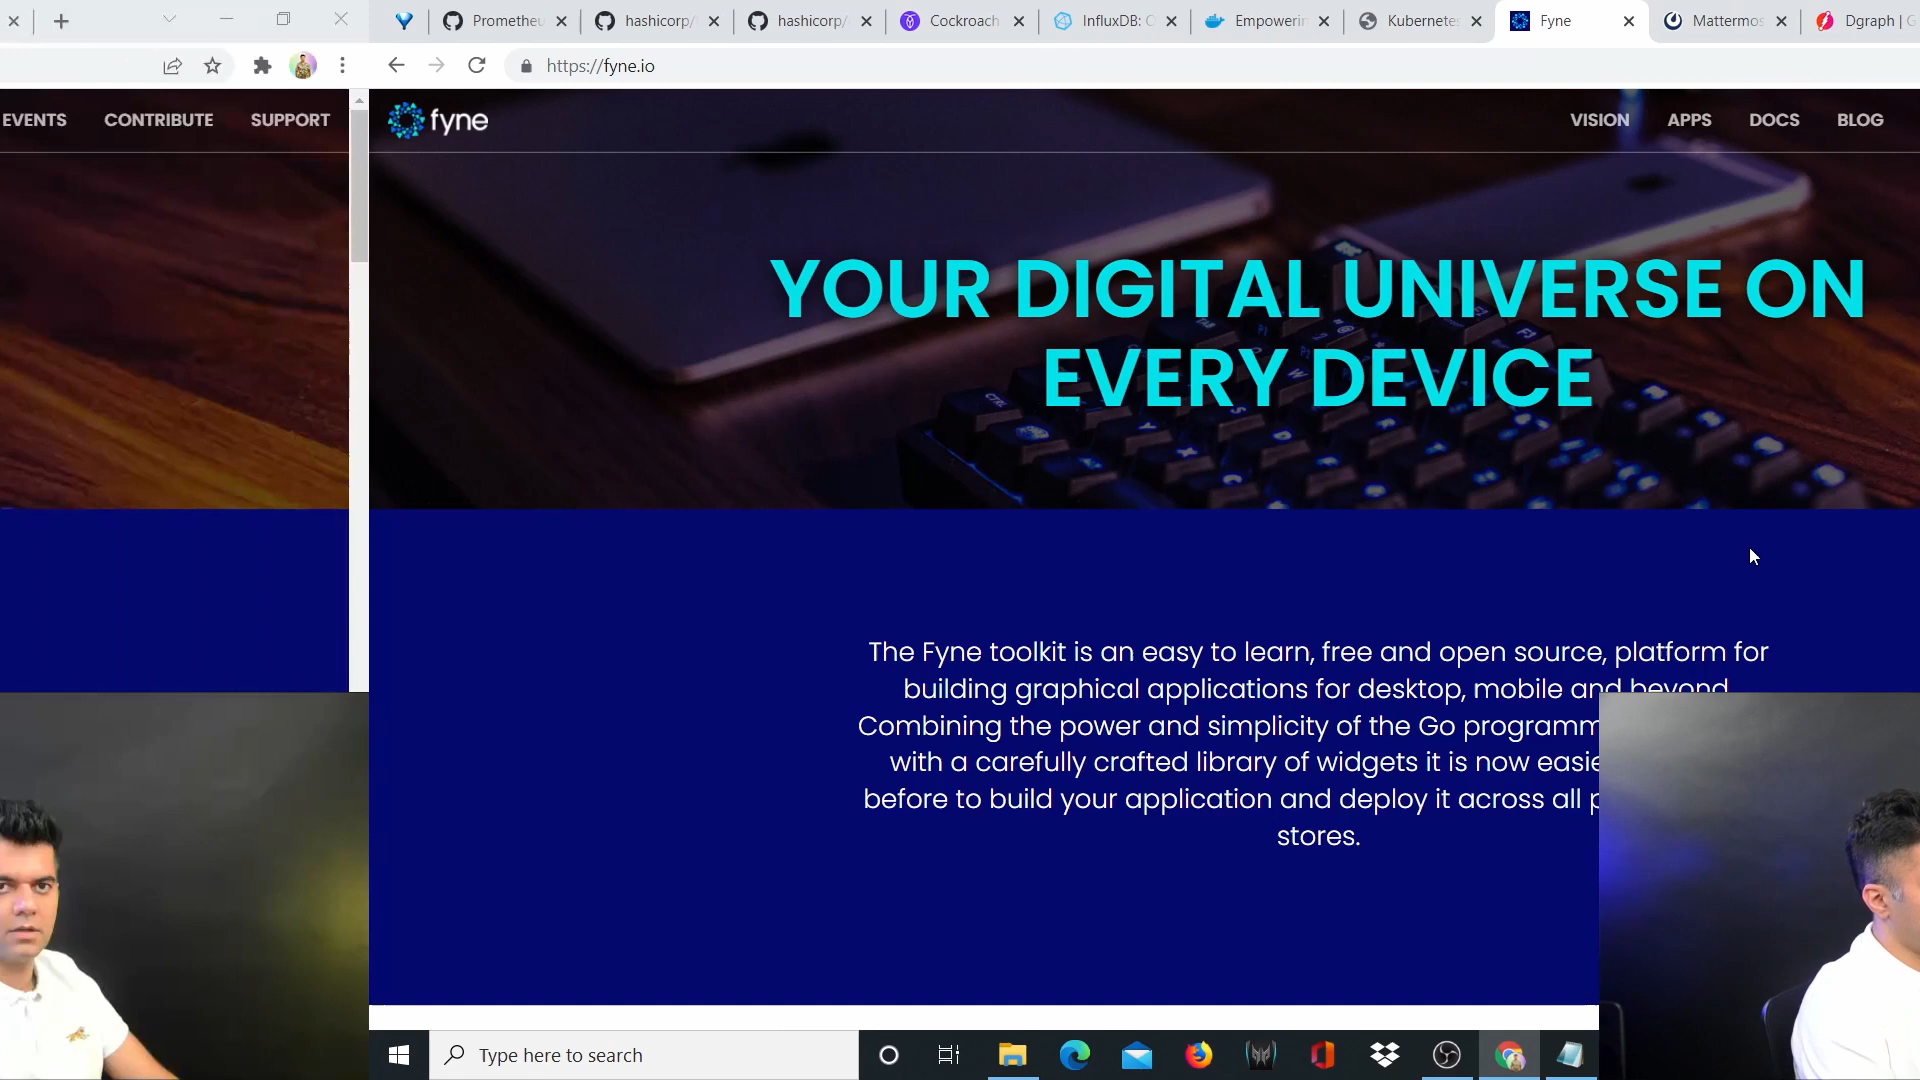 Prometheu
hashicorp/
hashicorp/
Cockroach
InfluxDB: O
Empowerin
Kubernetes
Fyne
Mattermos
Dgraph | G
https://fyne.io
EVENTS CONTRIBUTE SUPPORT
fyne
VISION APPS DOCS BLOG
YOUR DIGITAL UNIVERSE ON
EVERY DEVICE
The Fyne toolkit is an easy to learn, free and open source, platform for
building graphical applications for desktop, mobile and beyond
Combining the power and simplicity of the Go programm
with a carefully crafted library of widgets it is now easie
before to build your application and deploy it across all p
stores.
Type here to search